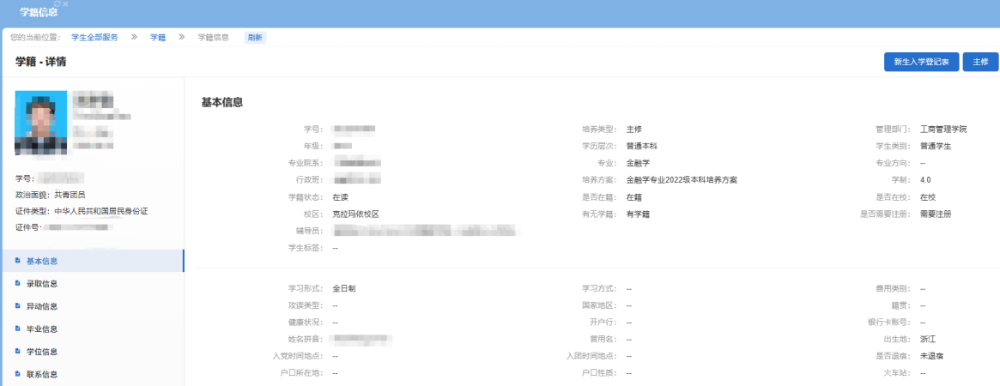 学籍信息
您的当前位置: 学生全部服务 » 学籍 » 学籍信息 刷新
学籍 - 详情 新生入学登记表 主修
学号:
政治面貌: 共青团员
证件类型: 中华人民共和国居民身份证
证件号:
基本信息
录取信息
异动信息
毕业信息
学位信息
联系信息
基本信息
学号: 培养类型: 主修 管理部门: 工商管理学院
年级: 学历层次: 普通本科 学生类别: 普通学生
专业院系: 专业: 金融学 专业方向: --
行政班: 培养方案: 金融学专业2022级本科培养方案 学制: 4.0
学籍状态: 在读 是否在籍: 在籍 是否在校: 在校
校区: 克拉玛依校区 有无学籍: 有学籍 是否需要注册: 需要注册
辅导员:
学生标签: --
学习形式: 全日制 学习方式: -- 费用类别: --
攻读类型: -- 国家地区: -- 籍贯: --
健康状况: -- 开户行: -- 银行卡账号: --
姓名拼音: 曾用名: -- 出生地: 浙江
入党时间地点: -- 入团时间地点: -- 是否退宿: 未退宿
户口所在地: -- 户口性质: -- 火车站: --